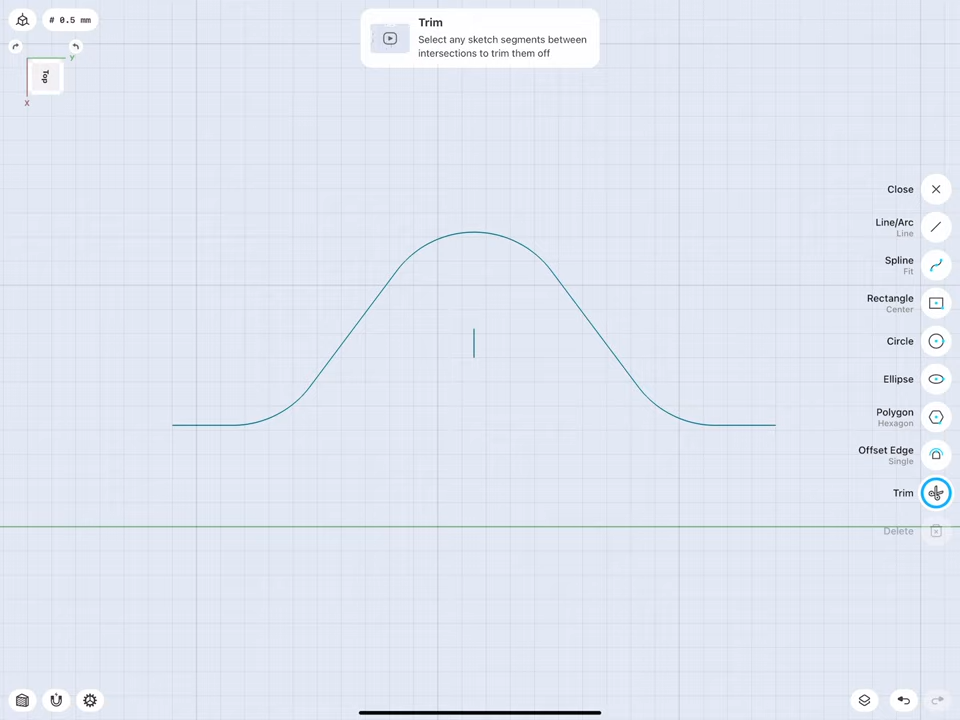 # 0.5 mm
Trim
Select any sketch segments between
intersections to trim them off
Y
Top
X
Close
Line/Arc
Line
Spline
Fit
Rectangle
Center
Circle
Ellipse
Polygon
Hexagon
Offset Edge
Single
Trim
Delete